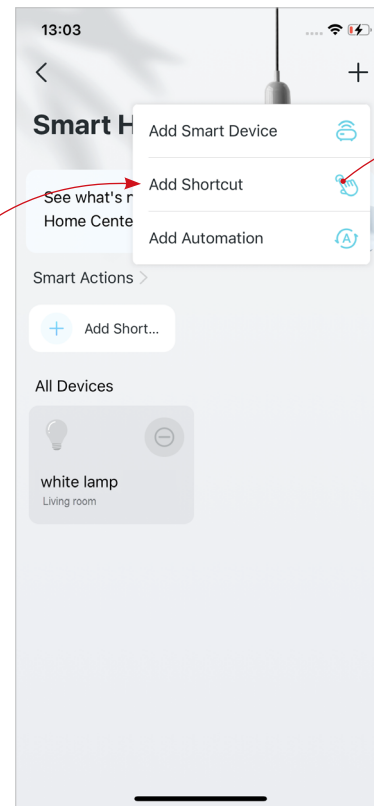 13:03
Smart H
Add Smart Device
Add Shortcut
Add Automation
A
See what's
Home Cente
Smart Actions
Add Short...
All Devices
white lamp
Living room